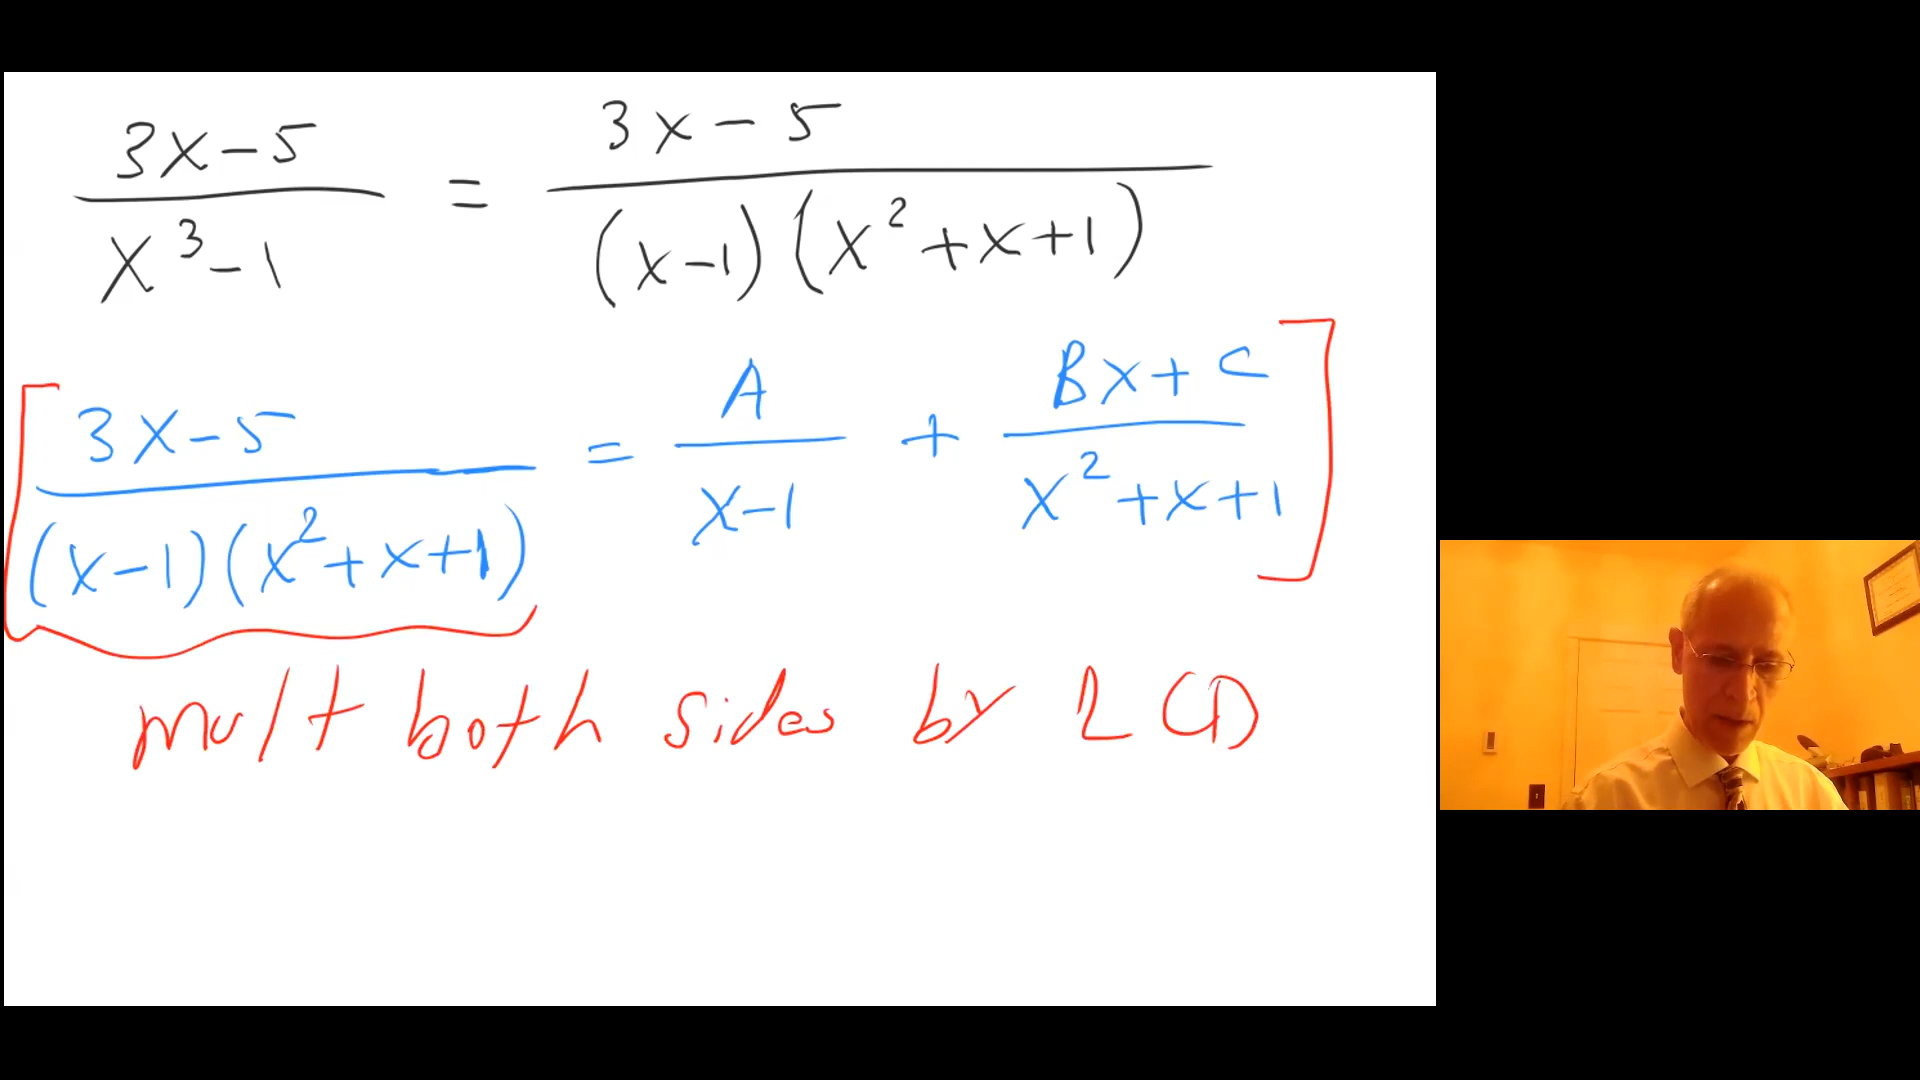 3x-5 / x³-1 = 3x-5 / (x-1)(x²+x+1)
[3x-5 / (x-1)(x²+x+1) = A / x-1 + Bx+C / x²+x+1]
mult both sides by LCD